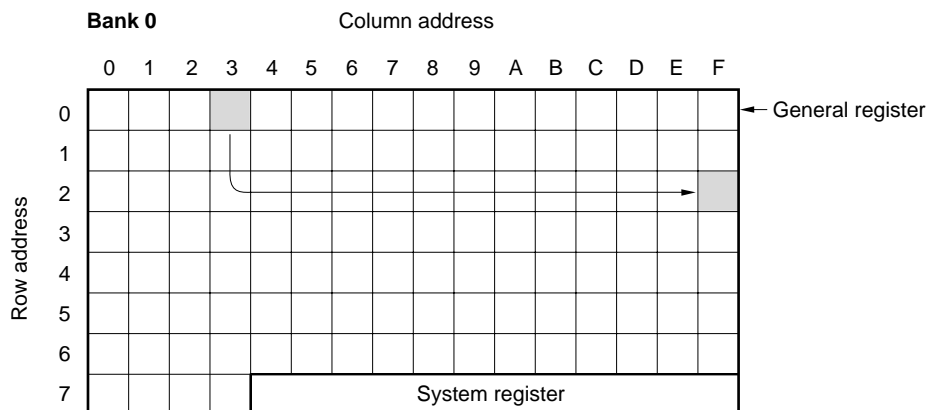 Bank 0 Column address
0 1 2 3 4 5 6 7 8 9 A B C D E F
0 General register
1
2
3
4
5
6
7 System register
Row address